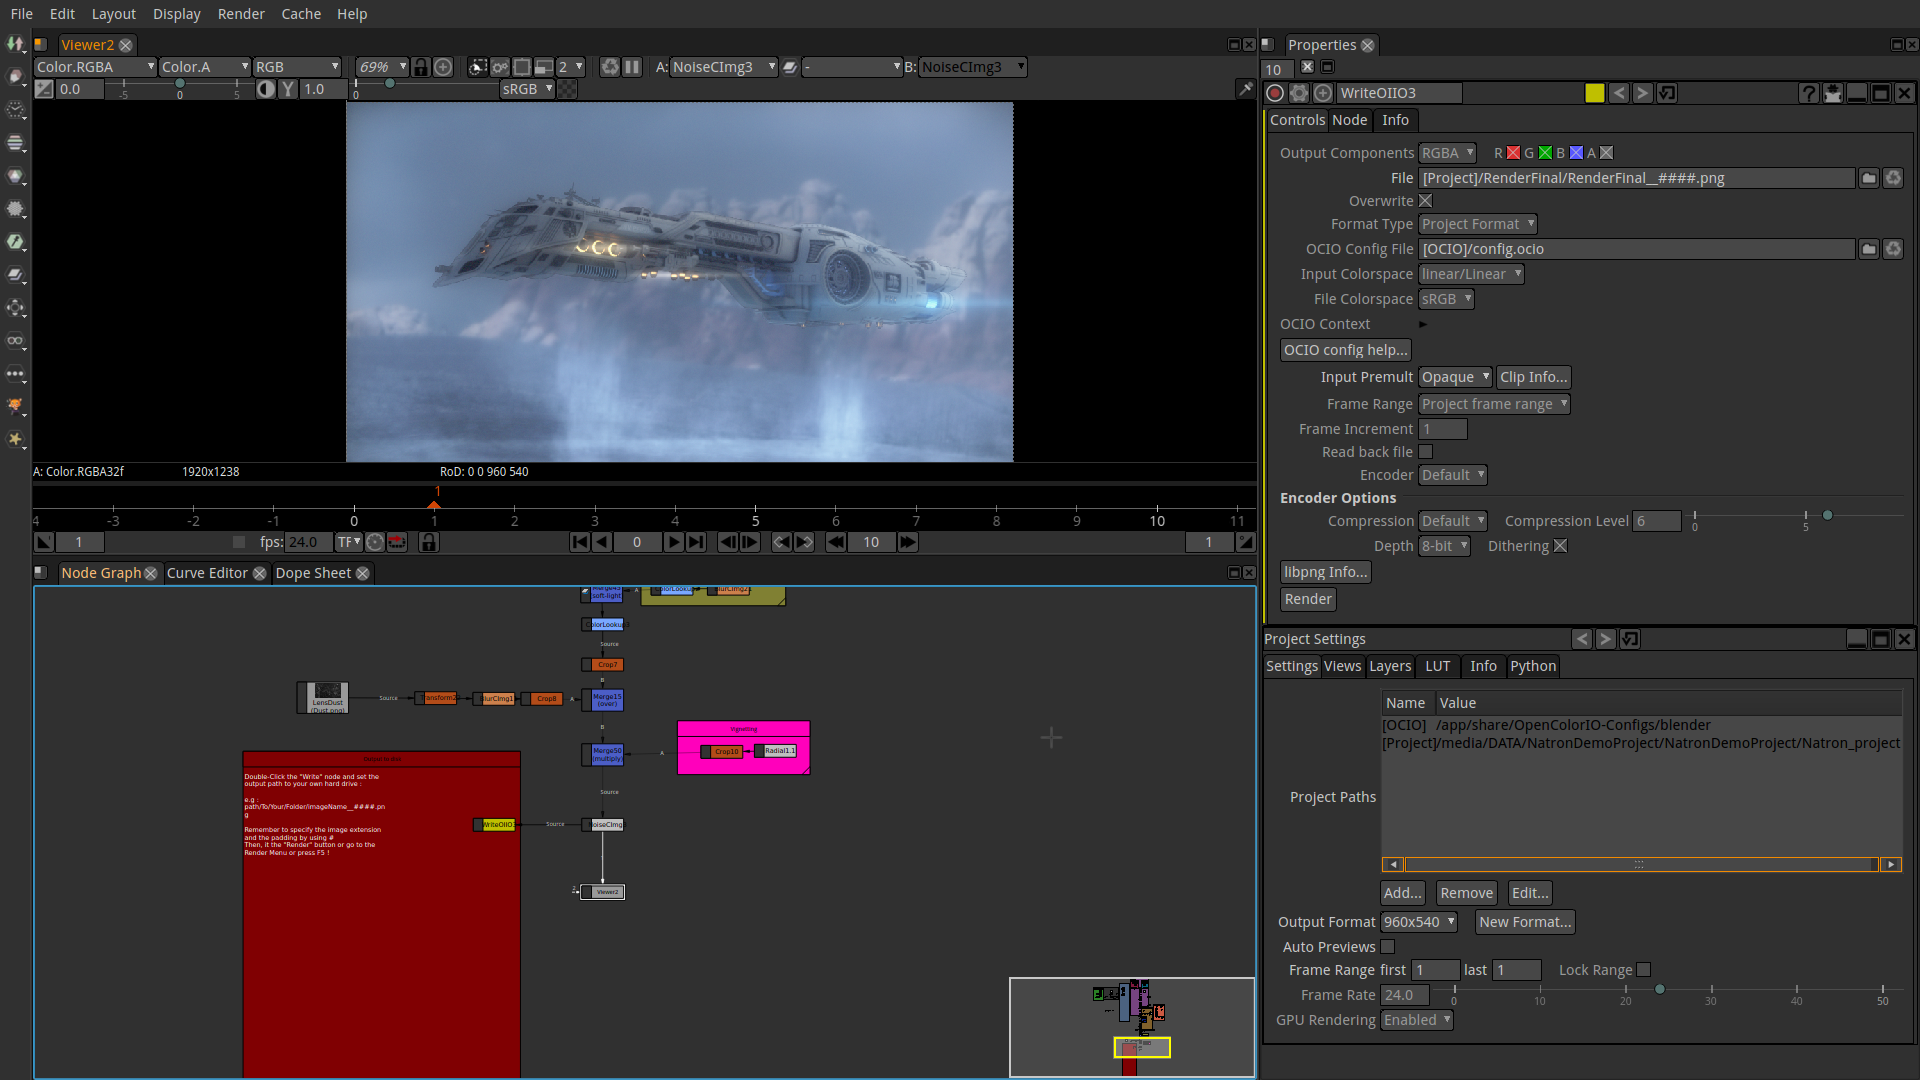 File Edit Layout Display Render Cache Help
Viewer2
Color.RGBA Color.A RGB 69% 2 A: NoiseCImg3 - B: NoiseCImg3
0.0 -5 0 5 Y 1.0 0 sRGB
A: Color.RGBA32f 1920x1238 RoD: 0 0 960 540
1
4 -3 -2 -1 0 1 2 3 4 5 6 7 8 9 10 11
1 fps: 24.0 TF 0 10 1
Node Graph Curve Editor Dope Sheet
soft-light) A
Source
Crop7
B
LensDust
(Dust.png)
Source
Crop8
A
Merge15
(over)
B
Merge50
(multiply)
A
Vignetting
Crop10
Radial1.1
Source
WriteOIIO3
Source
NoiseCImg
Viewer2
Double-Click the "Write" node and set the
output path to your own hard drive :
e.g :
path/To/Your/Folder/imageName__####.pn
g
Remember to specify the image extension
and the padding by using #
Then, it the "Render" button or go to the
Render Menu or press F5 !
Properties
10
WriteOIIO3
Controls Node Info
Output Components RGBA R G B A
File [Project]/RenderFinal/RenderFinal__####.png
Overwrite
Format Type Project Format
OCIO Config File [OCIO]/config.ocio
Input Colorspace linear/Linear
File Colorspace sRGB
OCIO Context
OCIO config help...
Input Premult Opaque Clip Info...
Frame Range Project frame range
Frame Increment 1
Read back file
Encoder Default
Encoder Options
Compression Default Compression Level 6 0 5
Depth 8-bit Dithering
libpng Info...
Render
Project Settings
Settings Views Layers LUT Info Python
Name Value
[OCIO] /app/share/OpenColorIO-Configs/blender
[Project] /media/DATA/NatronDemoProject/NatronDemoProject/Natron_project
Project Paths
Add... Remove Edit...
Output Format 960x540 New Format...
Auto Previews
Frame Range first 1 last 1 Lock Range
Frame Rate 24.0 0 10 20 30 40 50
GPU Rendering Enabled